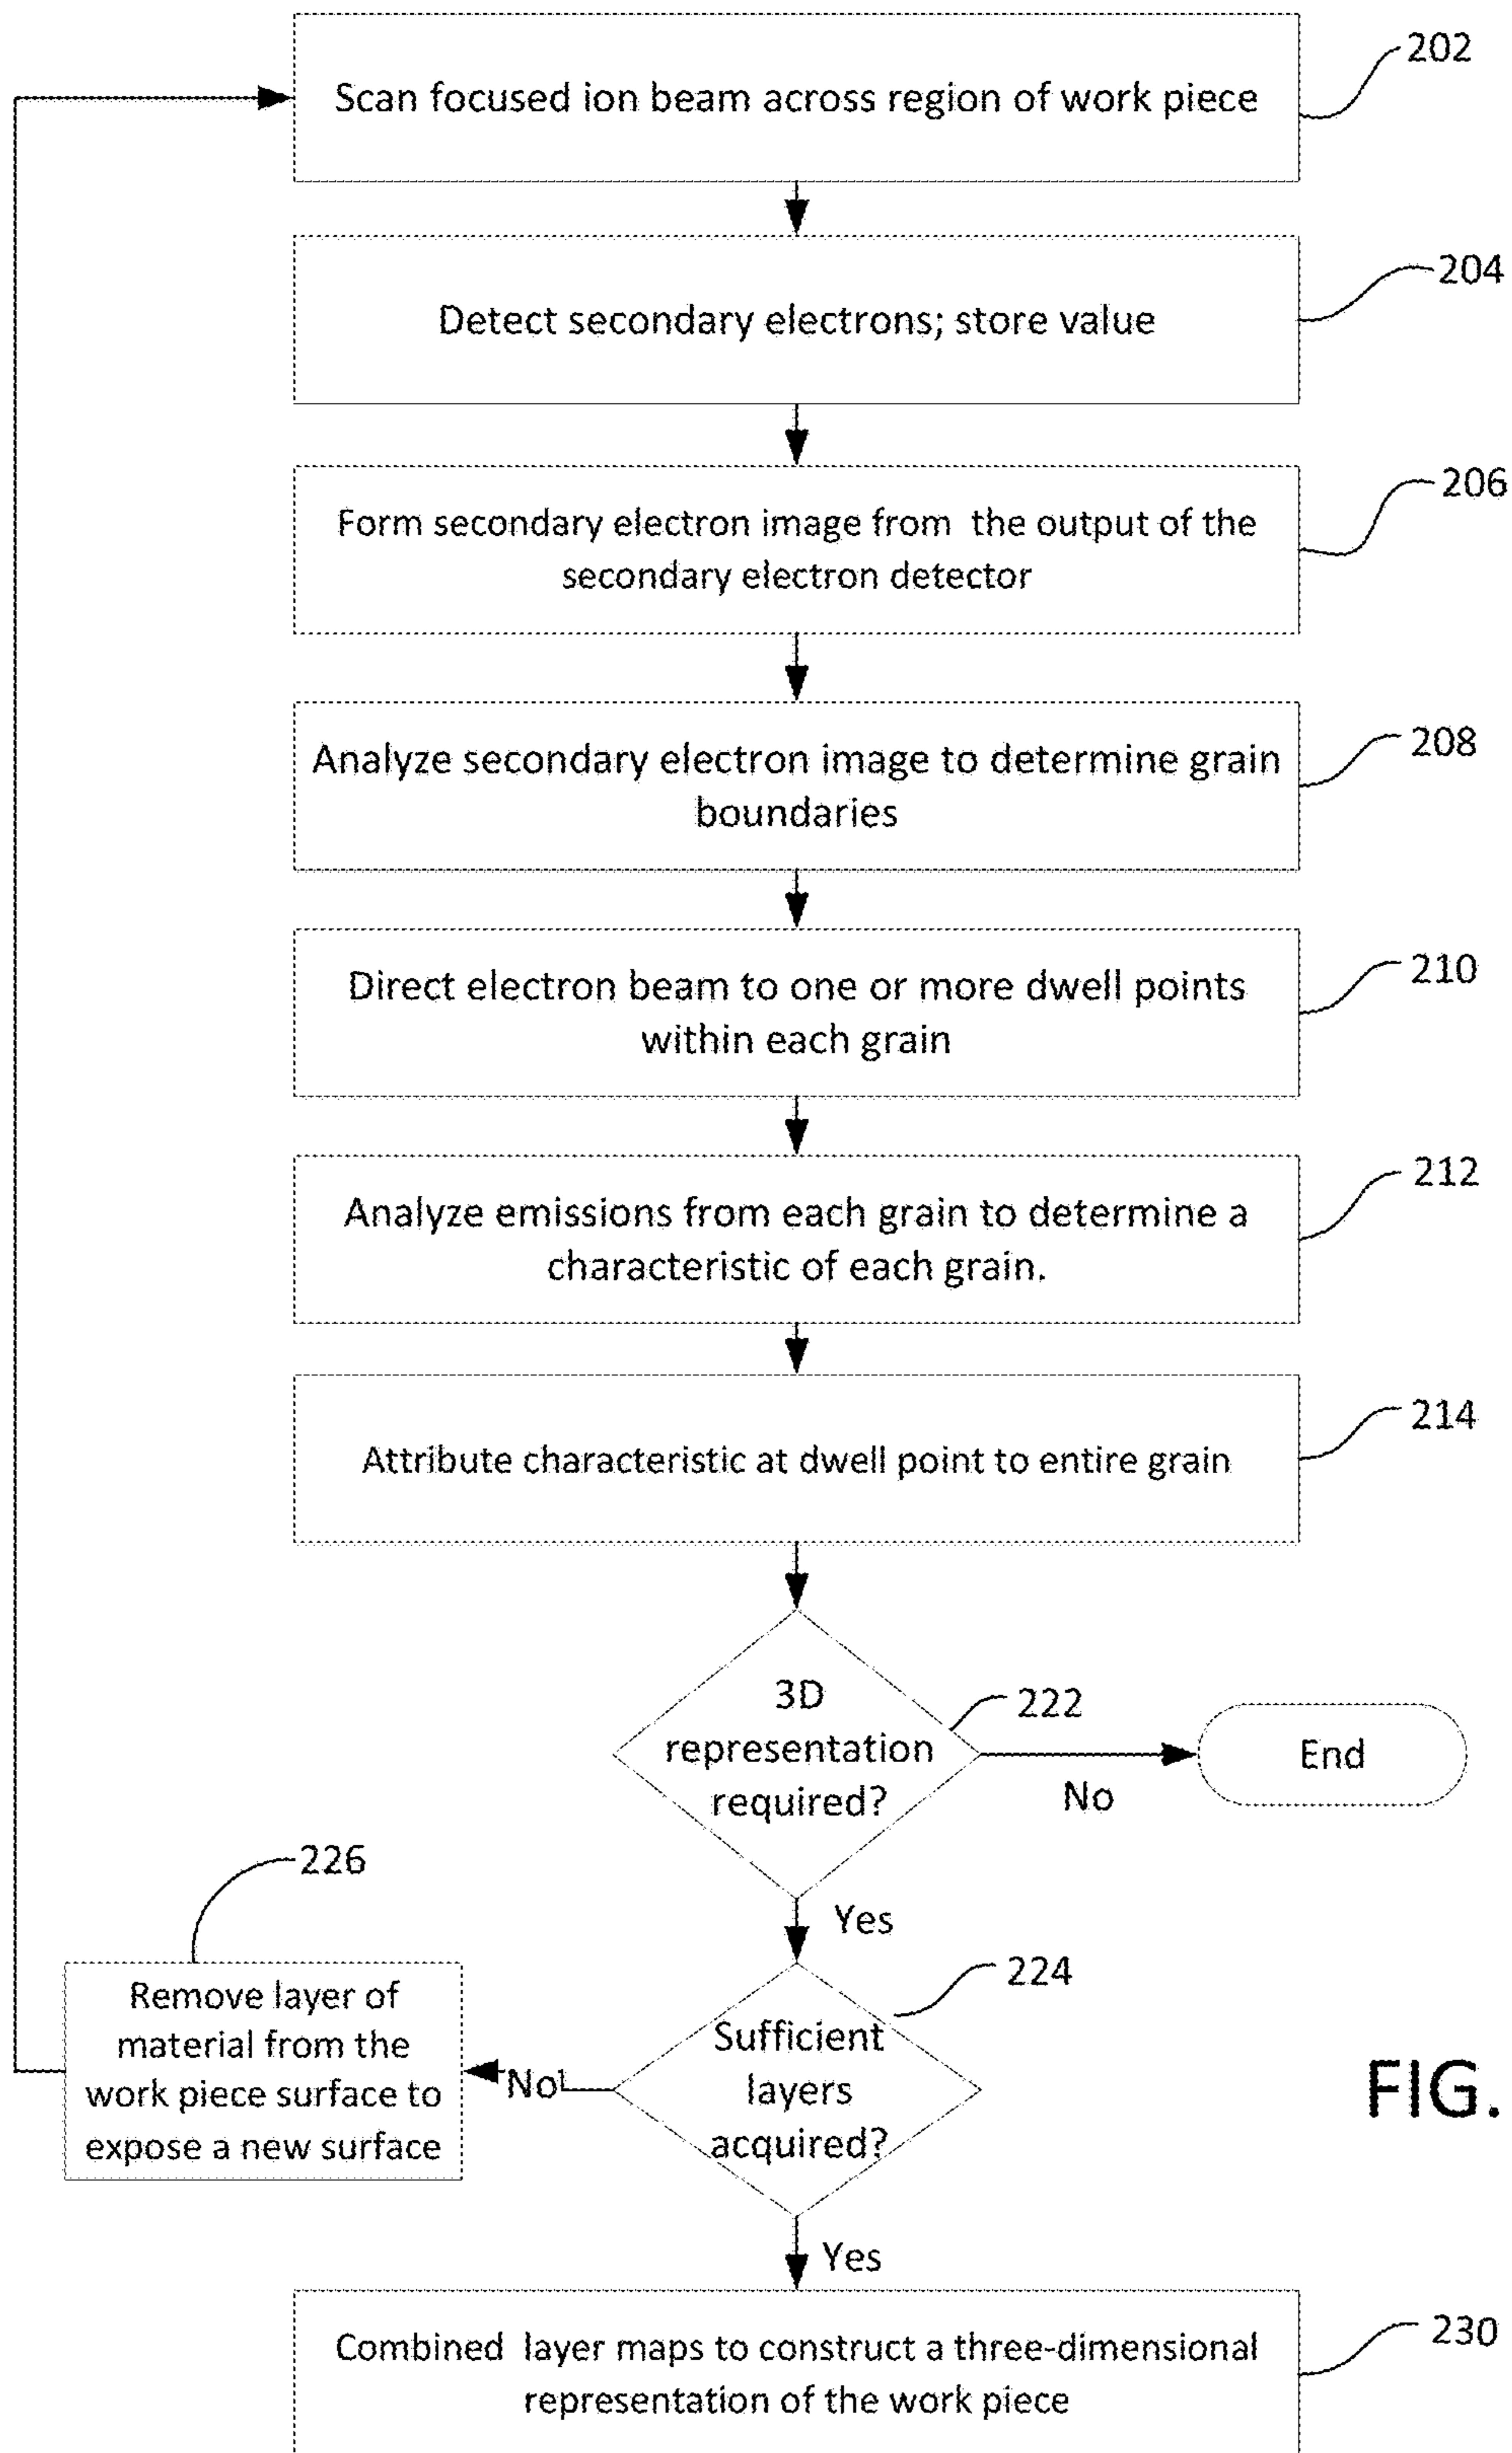 Scan focused ion beam across region of work piece
202
Detect secondary electrons; store value
204
Form secondary electron image from the output of the
secondary electron detector
206
Analyze secondary electron image to determine grain
boundaries
208
Direct electron beam to one or more dwell points
within each grain
210
Analyze emissions from each grain to determine a
characteristic of each grain.
212
Attribute characteristic at dwell point to entire grain
214
3D
representation
required?
222
No
End
Yes
226
Remove layer of
material from the
work piece surface to
expose a new surface
No
Sufficient
layers
acquired?
224
FIG.
Yes
Combined layer maps to construct a three-dimensional
representation of the work piece
230